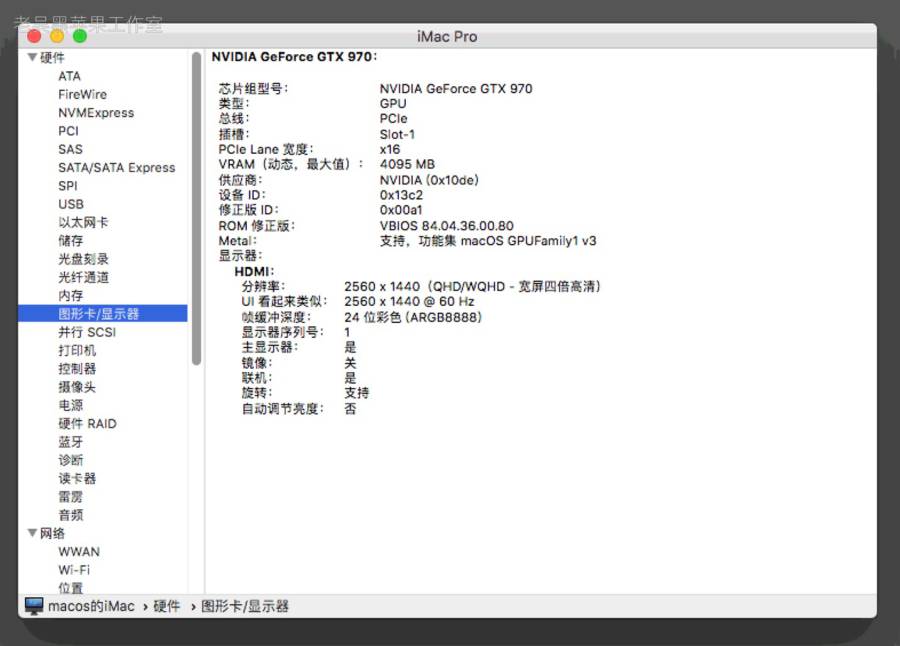 老吴黑苹果工作室
iMac Pro
硬件
ATA
FireWire
NVMExpress
PCI
SAS
SATA/SATA Express
SPI
USB
以太网卡
储存
光盘刻录
光纤通道
内存
图形卡/显示器
并行 SCSI
打印机
控制器
摄像头
电源
硬件 RAID
蓝牙
诊断
读卡器
雷雳
音频
网络
WWAN
Wi-Fi
位置
NVIDIA GeForce GTX 970:
芯片组型号: NVIDIA GeForce GTX 970
类型: GPU
总线: PCIe
插槽: Slot-1
PCIe Lane 宽度: x16
VRAM（动态，最大值）: 4095 MB
供应商: NVIDIA (0x10de)
设备 ID: 0x13c2
修正版 ID: 0x00a1
ROM 修正版: VBIOS 84.04.36.00.80
Metal: 支持，功能集 macOS GPUFamily1 v3
显示器:
HDMI:
分辨率: 2560 x 1440（QHD/WQHD - 宽屏四倍高清）
UI 看起来类似: 2560 x 1440 @ 60 Hz
帧缓冲深度: 24 位彩色 (ARGB8888)
显示器序列号: 1
主显示器: 是
镜像: 关
联机: 是
旋转: 支持
自动调节亮度: 否
macos的iMac › 硬件 › 图形卡/显示器